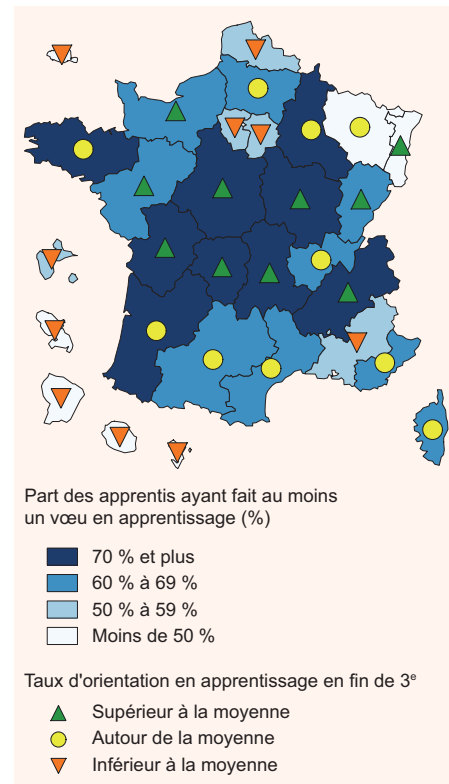 Part des apprentis ayant fait au moins
un vœu en apprentissage (%)
70 % et plus
60 % à 69 %
50 % à 59 %
Moins de 50 %
Taux d'orientation en apprentissage en fin de 3e
Supérieur à la moyenne
Autour de la moyenne
Inférieur à la moyenne